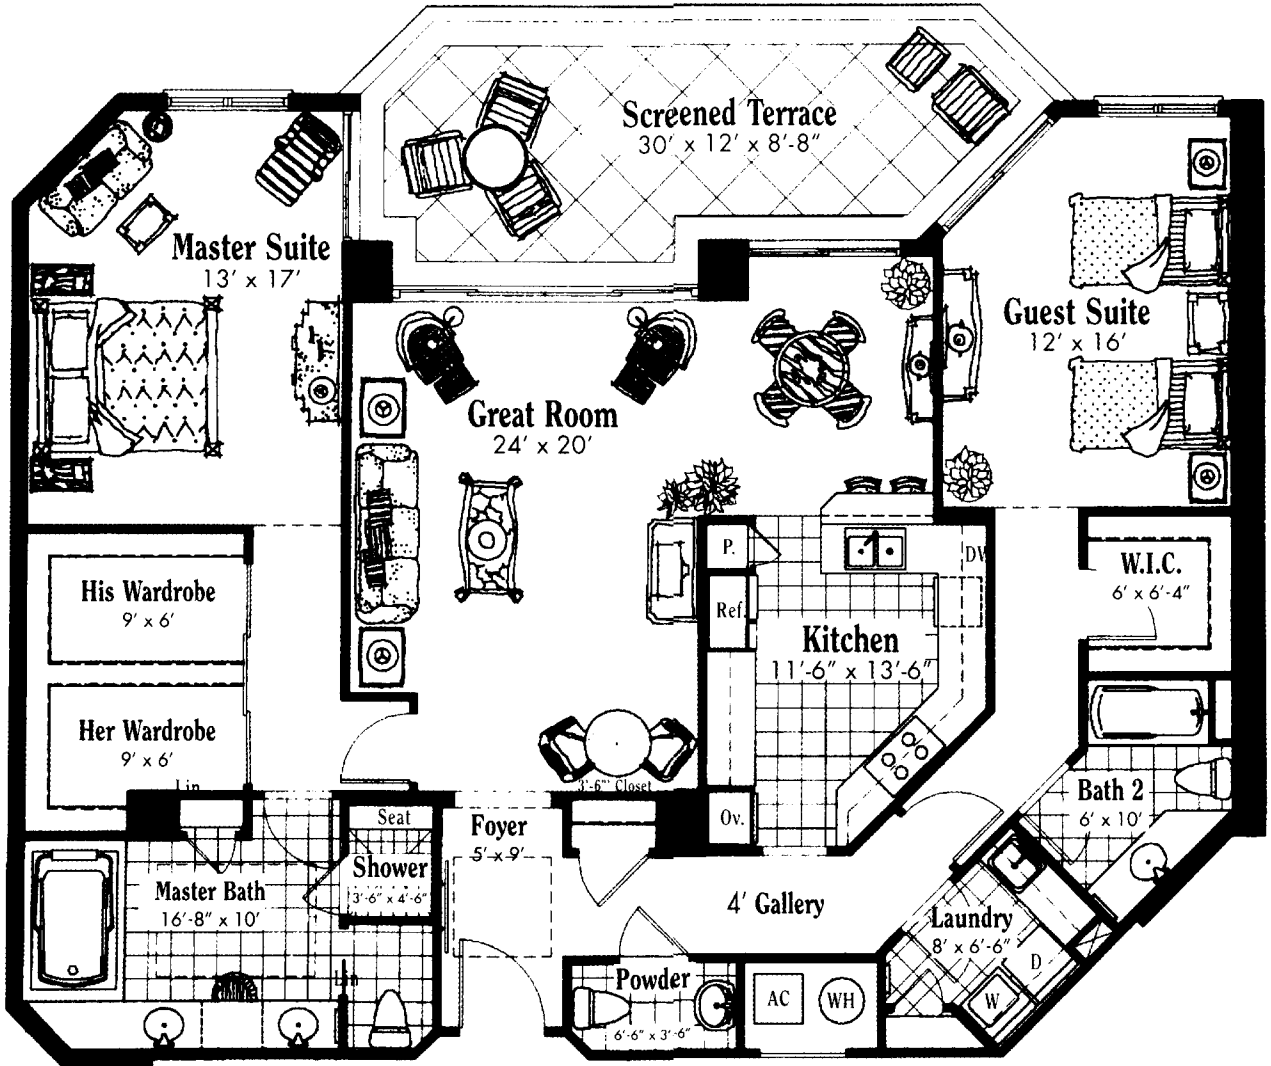 Screened Terrace
30' x 12' x 8'-8"
Master Suite
13' x 17'
Guest Suite
12' x 16'
Great Room
24' x 20'
P.
DW
His Wardrobe
9' x 6'
W.I.C.
6' x 6'-4"
Ref.
Kitchen
11'-6" x 13'-6"
Her Wardrobe
9' x 6'
Lin
3'-6" Closet
Bath 2
6' x 10'
Seat
Foyer
5' x 9'
Ov.
Shower
3'-6" x 4'-6"
Master Bath
16'-8" x 10'
4' Gallery
Laundry
8' x 6'-6"
D
Lin
Powder
6'-6" x 3'-6"
AC
WH
W